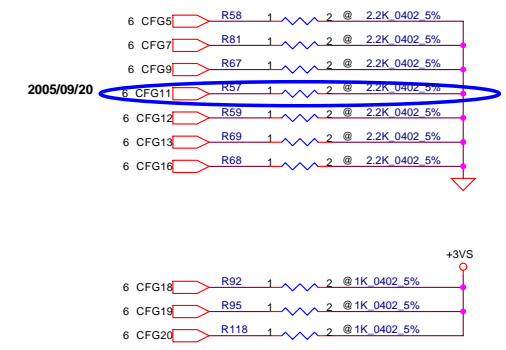 6 CFG5 R58 1 2 @ 2.2K_0402_5%
6 CFG7 R81 1 2 @ 2.2K_0402_5%
6 CFG9 R67 1 2 @ 2.2K_0402_5%
2005/09/20 6 CFG11 R57 1 2 @ 2.2K_0402_5%
6 CFG12 R59 1 2 @ 2.2K_0402_5%
6 CFG13 R69 1 2 @ 2.2K_0402_5%
6 CFG16 R68 1 2 @ 2.2K_0402_5%
+3VS
6 CFG18 R92 1 2 @ 1K_0402_5%
6 CFG19 R95 1 2 @ 1K_0402_5%
6 CFG20 R118 1 2 @ 1K_0402_5%